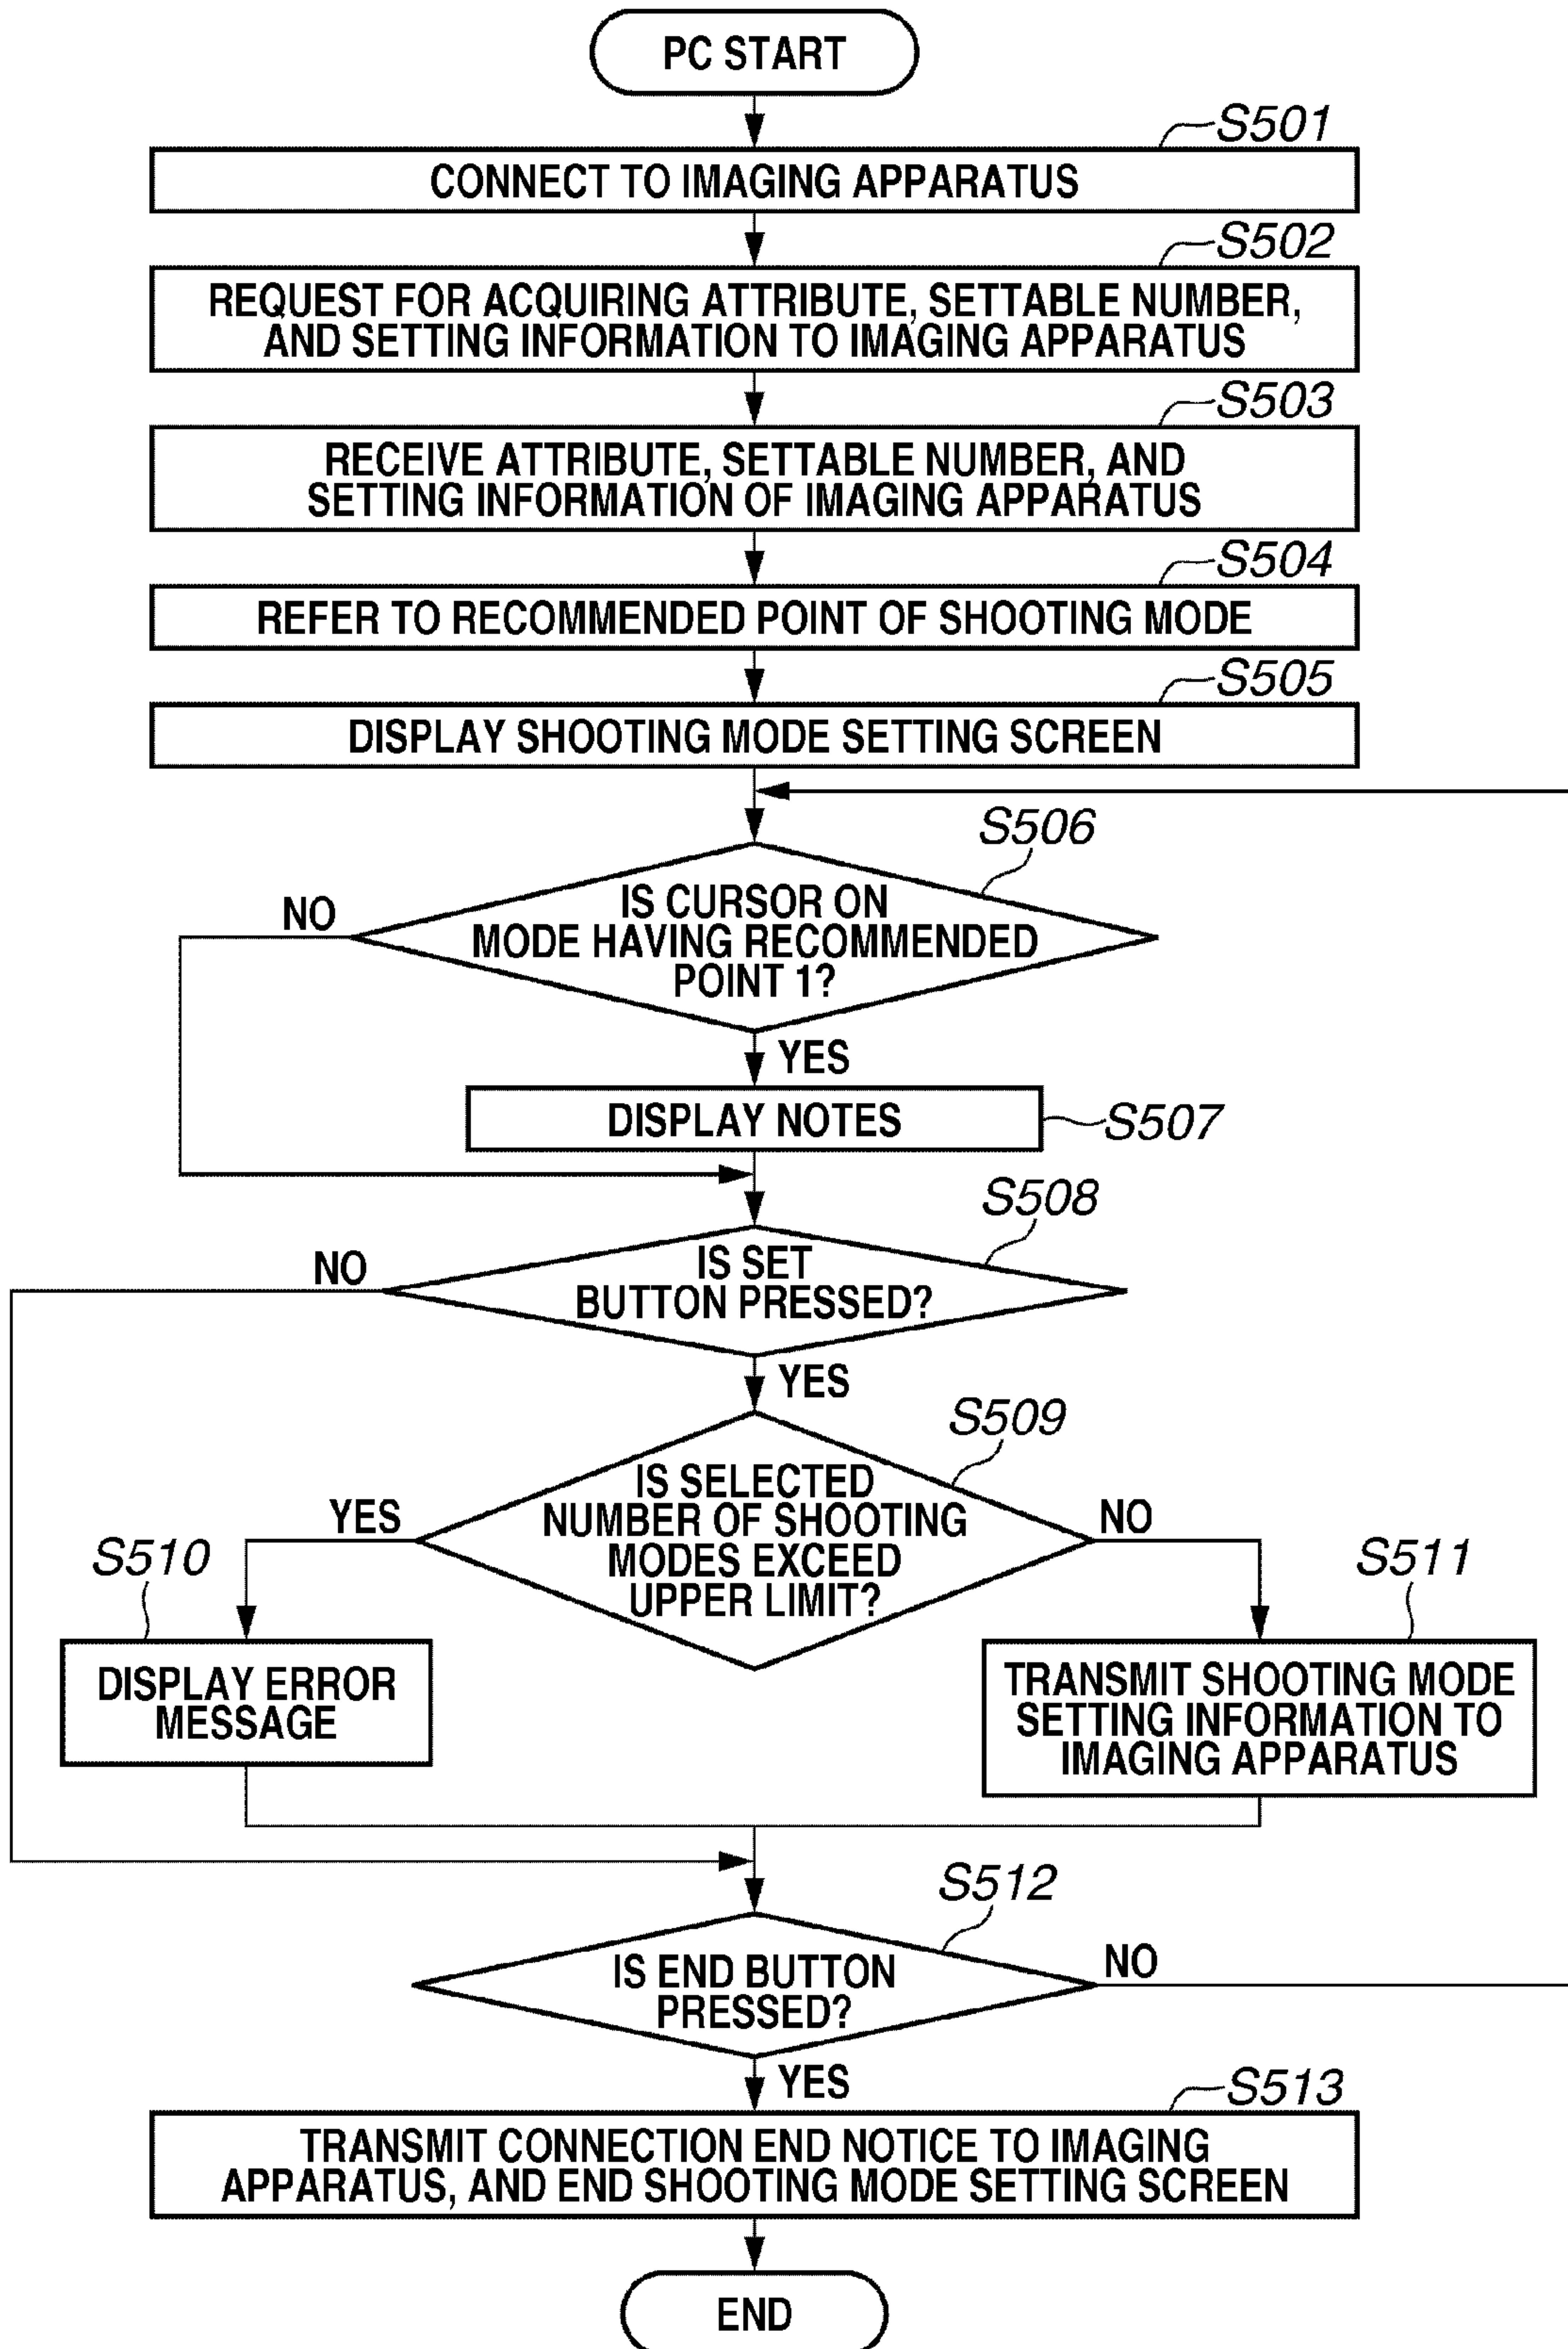 PC START
S501
CONNECT TO IMAGING APPARATUS
S502
REQUEST FOR ACQUIRING ATTRIBUTE, SETTABLE NUMBER,
AND SETTING INFORMATION TO IMAGING APPARATUS
S503
RECEIVE ATTRIBUTE, SETTABLE NUMBER, AND
SETTING INFORMATION OF IMAGING APPARATUS
S504
REFER TO RECOMMENDED POINT OF SHOOTING MODE
S505
DISPLAY SHOOTING MODE SETTING SCREEN
S506
IS CURSOR ON
MODE HAVING RECOMMENDED
POINT 1?
NO
YES
DISPLAY NOTES
S507
S508
IS SET
BUTTON PRESSED?
NO
YES
S509
IS SELECTED
NUMBER OF SHOOTING
MODES EXCEED
UPPER LIMIT?
YES
NO
S510
DISPLAY ERROR
MESSAGE
S511
TRANSMIT SHOOTING MODE
SETTING INFORMATION TO
IMAGING APPARATUS
S512
IS END BUTTON
PRESSED?
NO
YES
S513
TRANSMIT CONNECTION END NOTICE TO IMAGING
APPARATUS, AND END SHOOTING MODE SETTING SCREEN
END